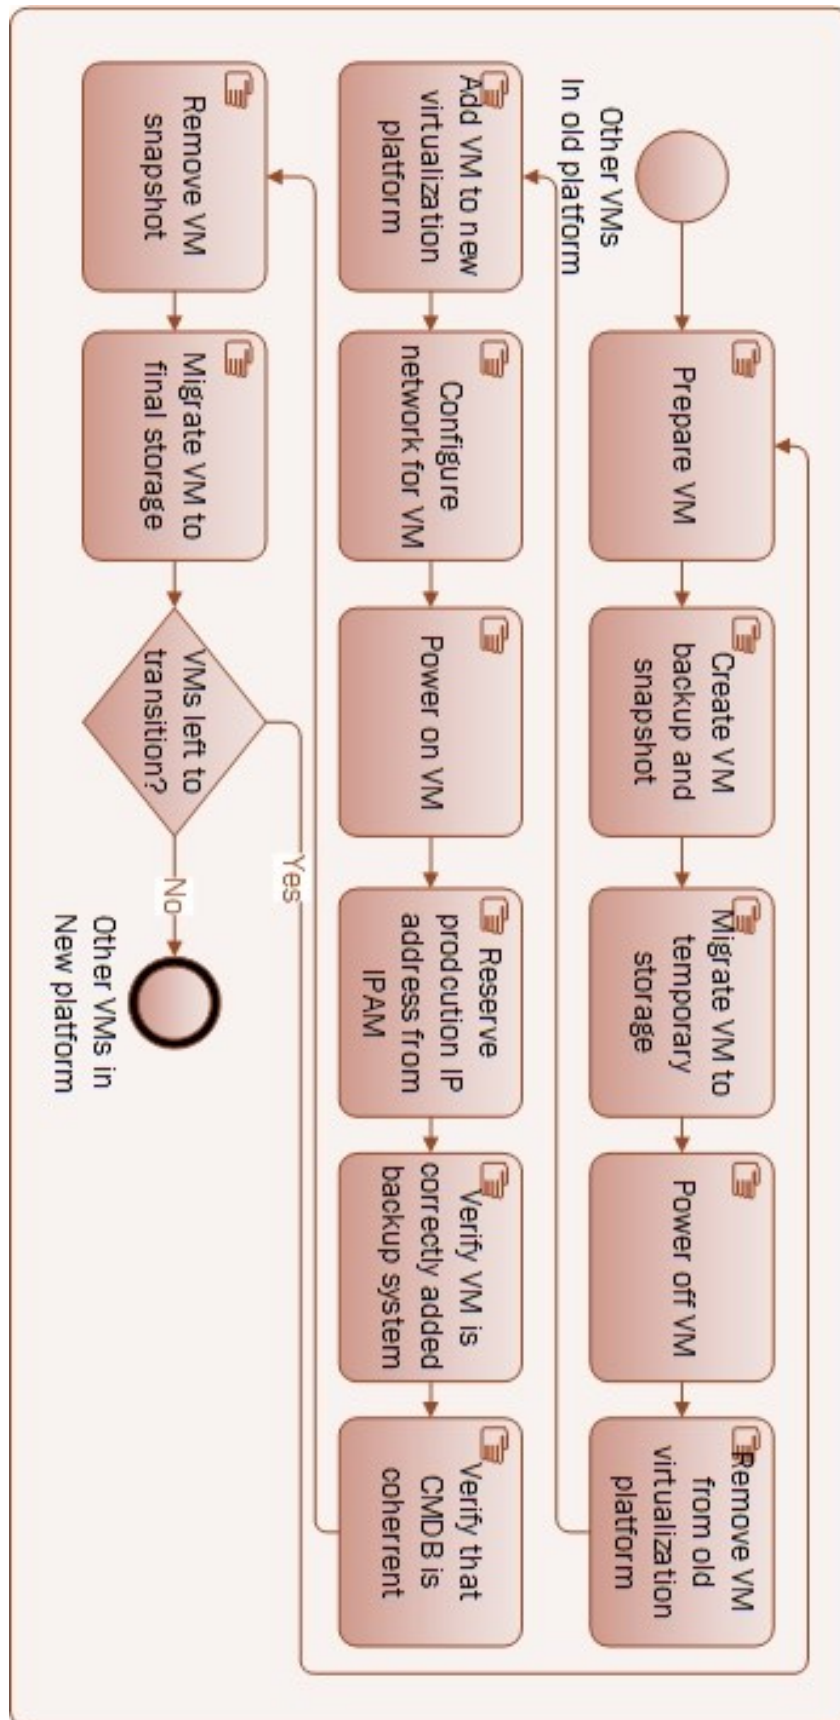 Other VMs
In old platform
Prepare VM
Create VM
backup and
snapshot
Migrate VM to
temporary
storage
Power off VM
Remove VM
from old
virtualization
platform
Add VM to new
virtualization
platform
Configure
network for VM
Power on VM
Reserve
prodcution IP
address from
IPAM
Verify VM is
correctly added
backup system
Verify that
CMDB is
coherrent
Remove VM
snapshot
Migrate VM to
final storage
VMs left to
transition?
Yes
No
Other VMs in
New platform